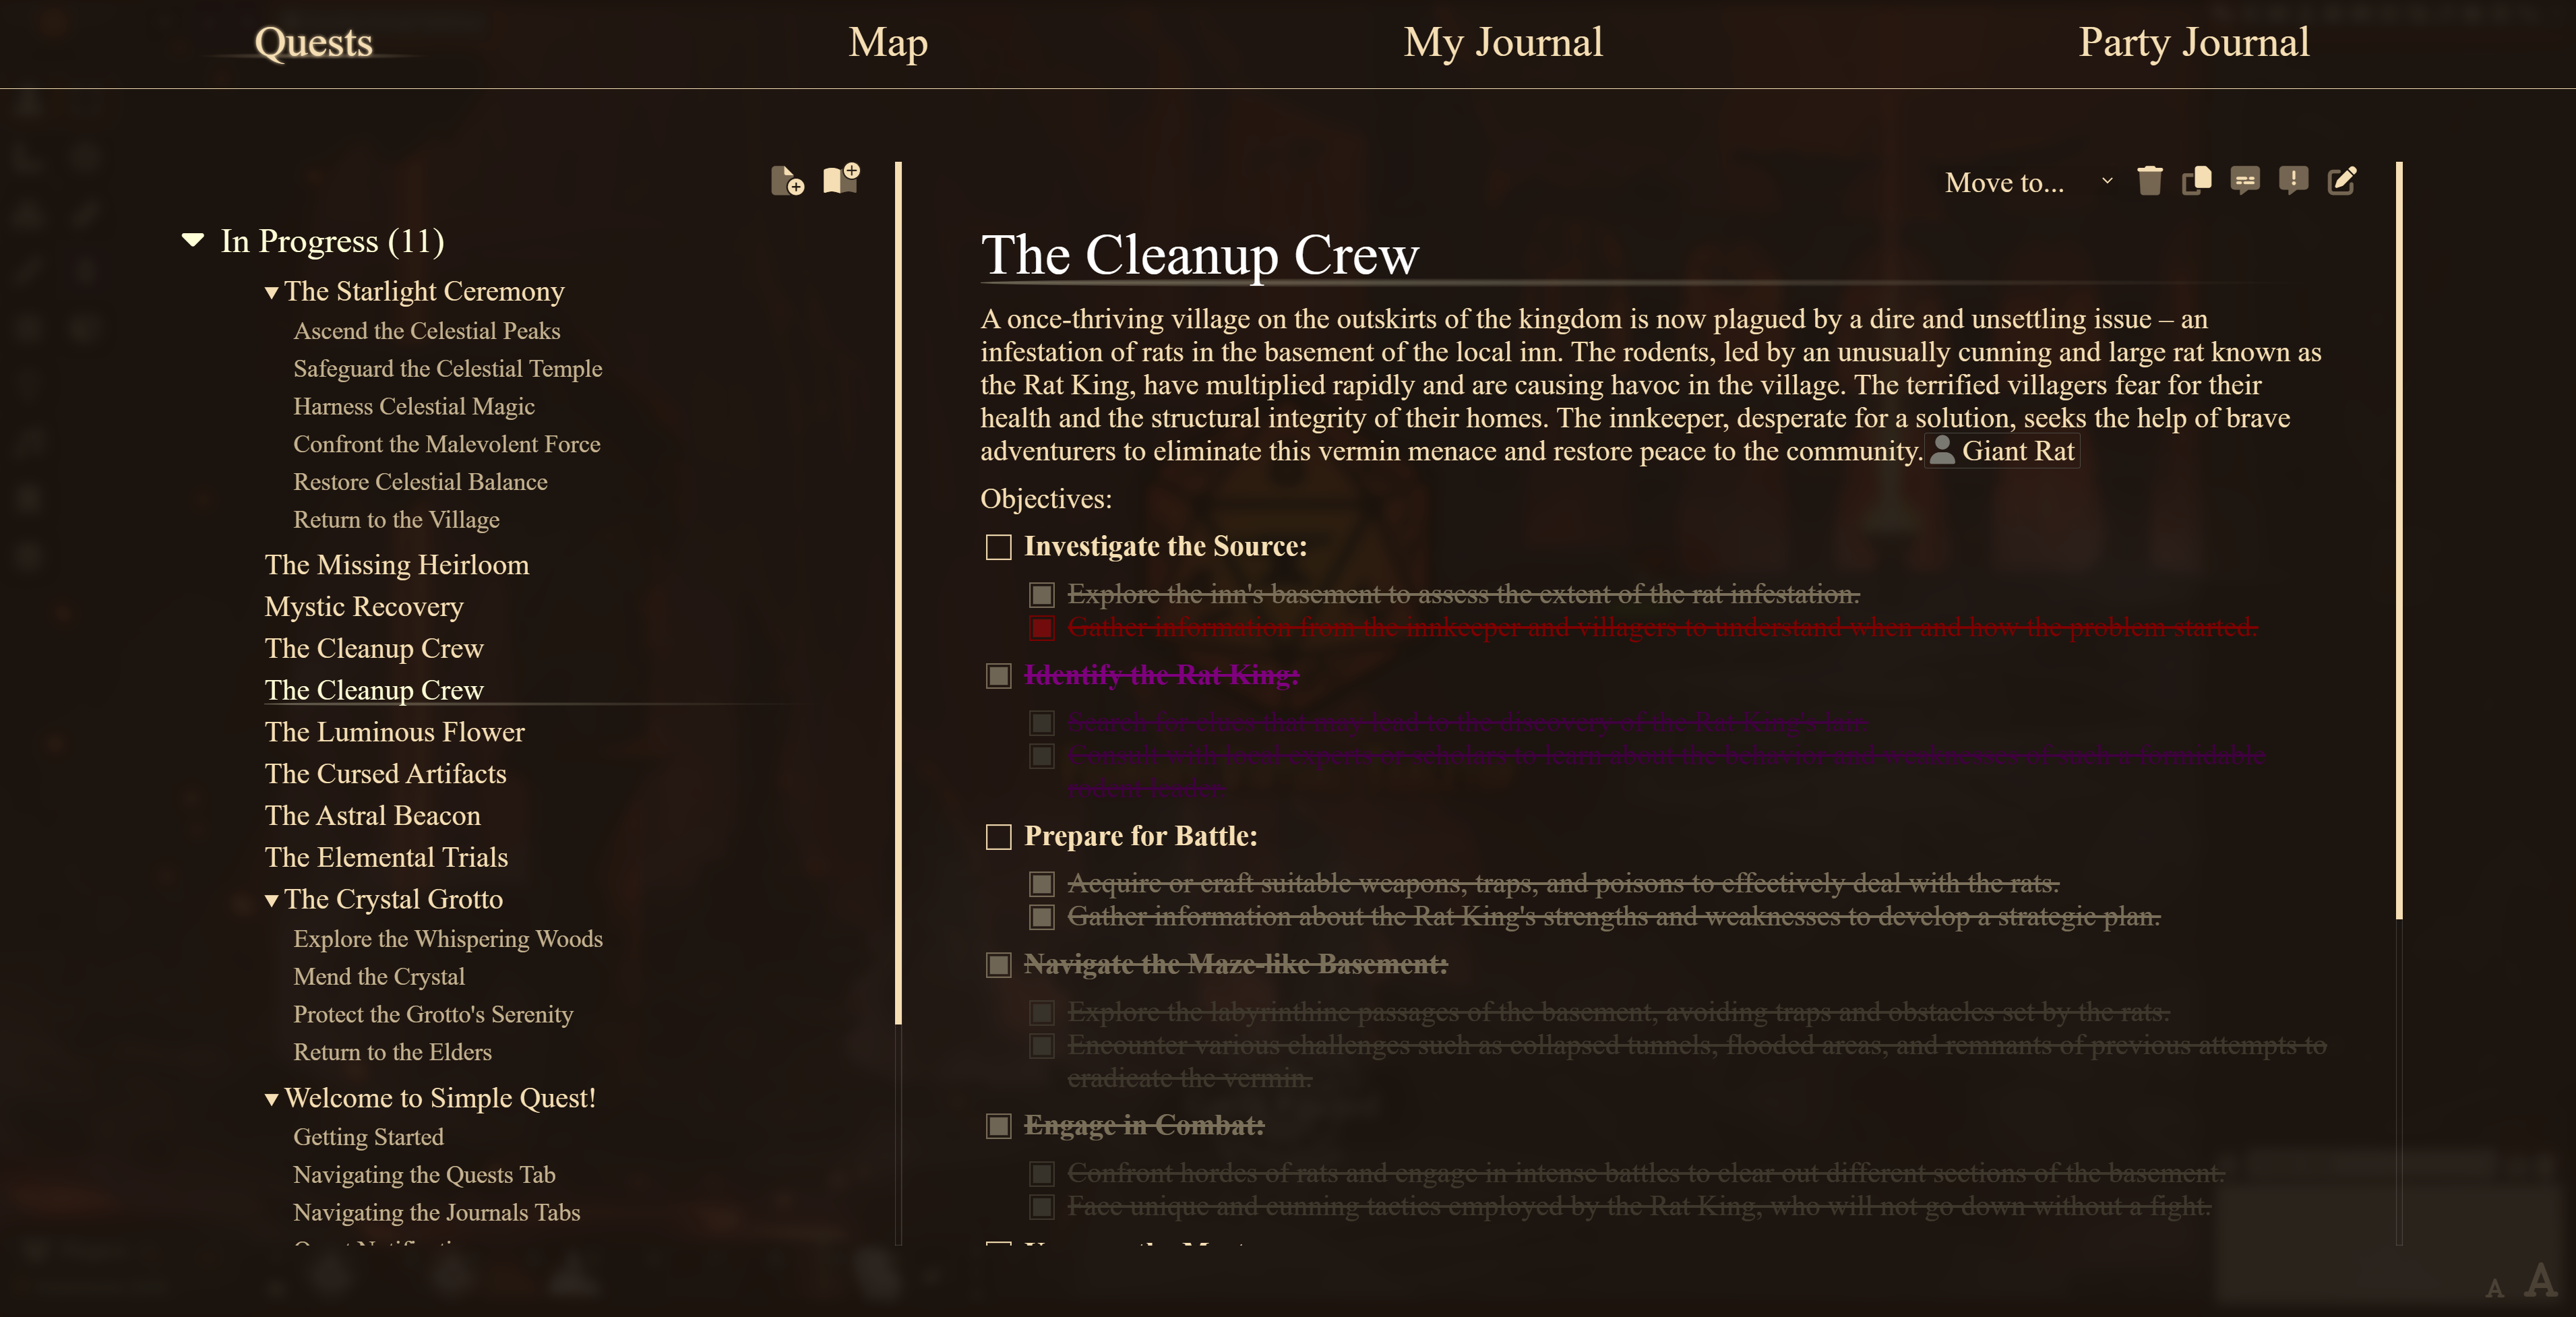 Quests
Map
My Journal
Party Journal
Move to...
In Progress (11)
The Starlight Ceremony
Ascend the Celestial Peaks
Safeguard the Celestial Temple
Harness Celestial Magic
Confront the Malevolent Force
Restore Celestial Balance
Return to the Village
The Missing Heirloom
Mystic Recovery
The Cleanup Crew
The Cleanup Crew
The Luminous Flower
The Cursed Artifacts
The Astral Beacon
The Elemental Trials
The Crystal Grotto
Explore the Whispering Woods
Mend the Crystal
Protect the Grotto's Serenity
Return to the Elders
Welcome to Simple Quest!
Getting Started
Navigating the Quests Tab
Navigating the Journals Tabs
The Cleanup Crew
A once-thriving village on the outskirts of the kingdom is now plagued by a dire and unsettling issue – an
infestation of rats in the basement of the local inn. The rodents, led by an unusually cunning and large rat known as
the Rat King, have multiplied rapidly and are causing havoc in the village. The terrified villagers fear for their
health and the structural integrity of their homes. The innkeeper, desperate for a solution, seeks the help of brave
adventurers to eliminate this vermin menace and restore peace to the community. Giant Rat
Objectives:
Investigate the Source:
Explore the inn's basement to assess the extent of the rat infestation.
Gather information from the innkeeper and villagers to understand when and how the problem started.
Identify the Rat King:
Search for clues that may lead to the discovery of the Rat King's lair.
Consult with local experts or scholars to learn about the behavior and weaknesses of such a formidable
rodent leader.
Prepare for Battle:
Acquire or craft suitable weapons, traps, and poisons to effectively deal with the rats.
Gather information about the Rat King's strengths and weaknesses to develop a strategic plan.
Navigate the Maze-like Basement:
Explore the labyrinthine passages of the basement, avoiding traps and obstacles set by the rats.
Encounter various challenges such as collapsed tunnels, flooded areas, and remnants of previous attempts to
eradicate the vermin.
Engage in Combat:
Confront hordes of rats and engage in intense battles to clear out different sections of the basement.
Face unique and cunning tactics employed by the Rat King, who will not go down without a fight.
A A